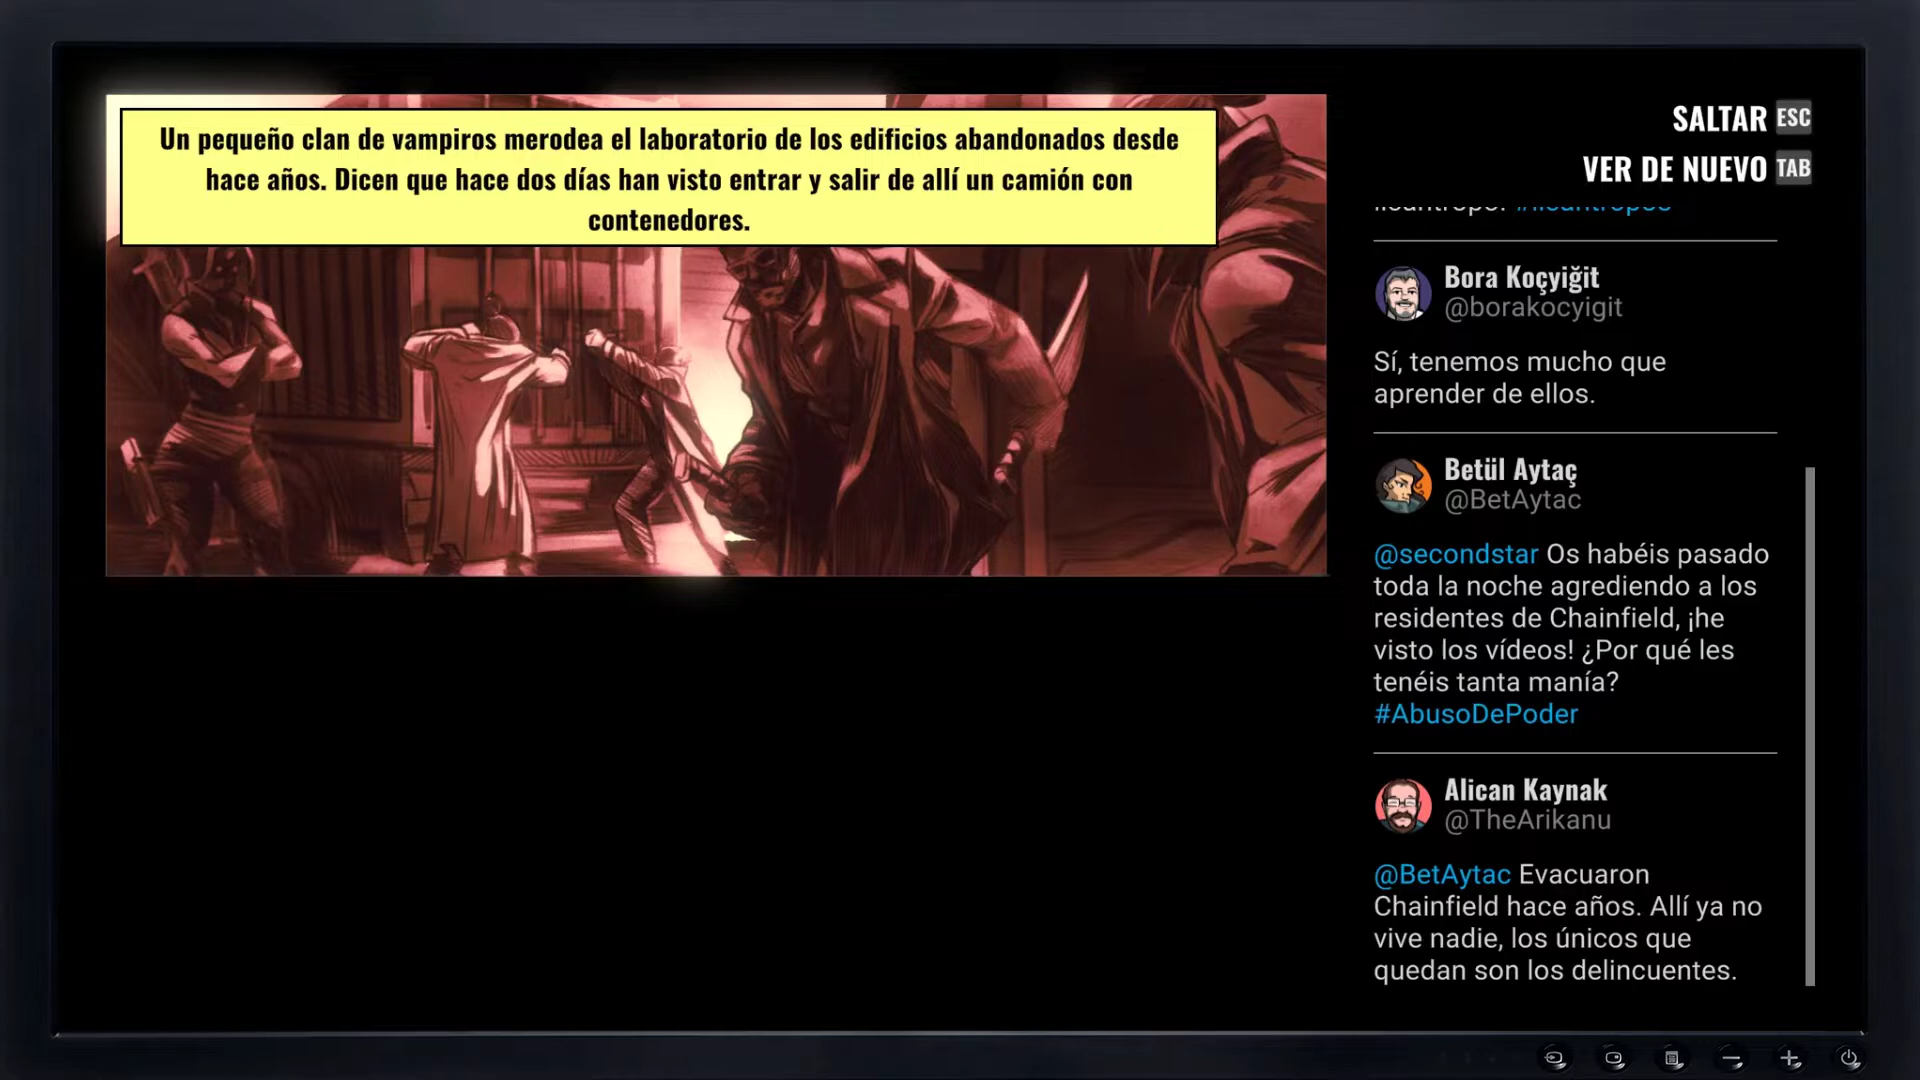 Un pequeño clan de vampiros merodea el laboratorio de los edificios abandonados desde
hace años. Dicen que hace dos días han visto entrar y salir de allí un camión con
contenedores.
SALTAR ESC
VER DE NUEVO TAB
Bora Koçyiğit
@borakocyigit
Sí, tenemos mucho que
aprender de ellos.
Betül Aytaç
@BetAytac
@secondstar Os habéis pasado
toda la noche agrediendo a los
residentes de Chainfield, ¡he
visto los vídeos! ¿Por qué les
tenéis tanta manía?
#AbusoDePoder
Alican Kaynak
@TheArikanu
@BetAytac Evacuaron
Chainfield hace años. Allí ya no
vive nadie, los únicos que
quedan son los delincuentes.